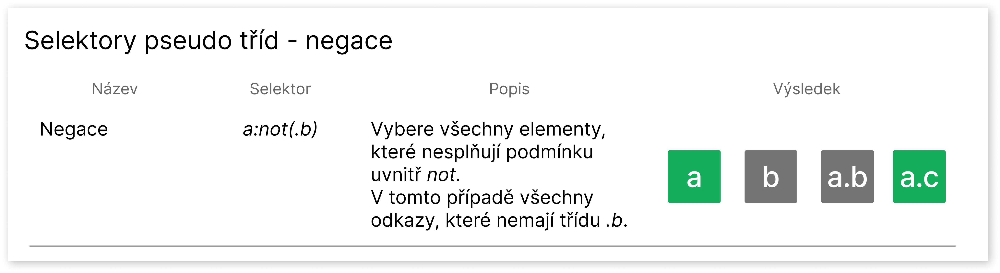 Selektory pseudo tříd - negace
Název Selektor Popis Výsledek
Negace a:not(.b) Vybere všechny elementy,
které nesplňují podmínku
uvnitř not.
V tomto případě všechny
odkazy, které nemají třídu .b.
a b a.b a.c